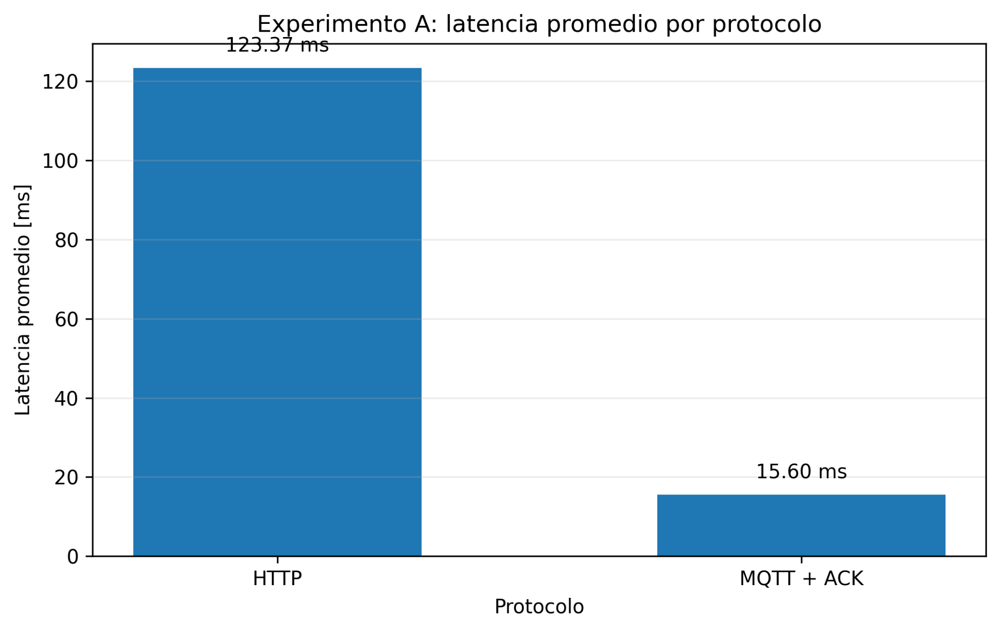 Experimento A: latencia promedio por protocolo
123.37 ms
120
100
80
60
40
20
0
Latencia promedio [ms]
15.60 ms
HTTP
MQTT + ACK
Protocolo